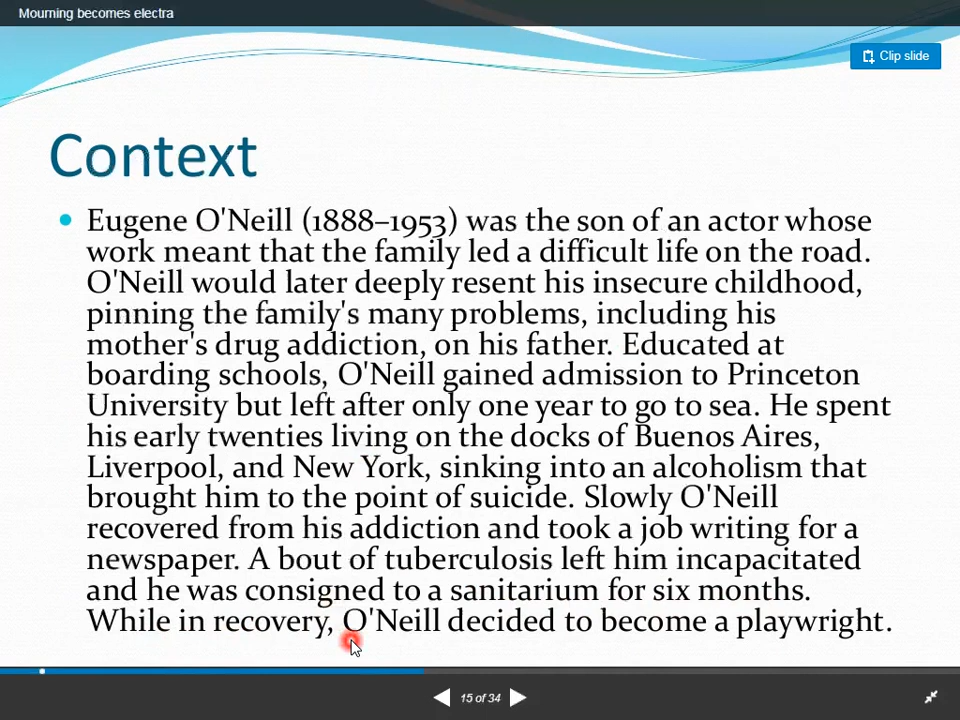 Mourning becomes electra
Clip slide
Context
Eugene O'Neill (1888–1953) was the son of an actor whose
work meant that the family led a difficult life on the road.
O'Neill would later deeply resent his insecure childhood,
pinning the family's many problems, including his
mother's drug addiction, on his father. Educated at
boarding schools, O'Neill gained admission to Princeton
University but left after only one year to go to sea. He spent
his early twenties living on the docks of Buenos Aires,
Liverpool, and New York, sinking into an alcoholism that
brought him to the point of suicide. Slowly O'Neill
recovered from his addiction and took a job writing for a
newspaper. A bout of tuberculosis left him incapacitated
and he was consigned to a sanitarium for six months.
While in recovery, O'Neill decided to become a playwright.
15 of 34